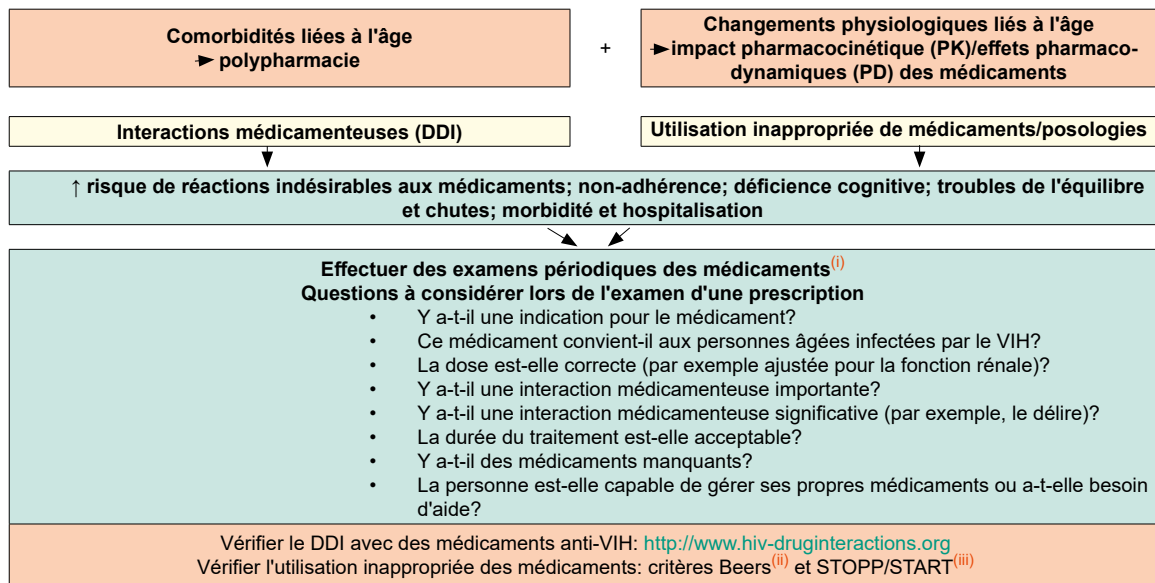 Comorbidités liées à l'âge
→ polypharmacie
+
Changements physiologiques liés à l'âge
→ impact pharmacocinétique (PK)/effets pharmaco-
dynamiques (PD) des médicaments
Interactions médicamenteuses (DDI)
Utilisation inappropriée de médicaments/posologies
↑ risque de réactions indésirables aux médicaments; non-adhérence; déficience cognitive; troubles de l'équilibre
et chutes; morbidité et hospitalisation
Effectuer des examens périodiques des médicaments(i)
Questions à considérer lors de l'examen d'une prescription
• Y a-t-il une indication pour le médicament?
• Ce médicament convient-il aux personnes âgées infectées par le VIH?
• La dose est-elle correcte (par exemple ajustée pour la fonction rénale)?
• Y a-t-il une interaction médicamenteuse importante?
• Y a-t-il une interaction médicamenteuse significative (par exemple, le délire)?
• La durée du traitement est-elle acceptable?
• Y a-t-il des médicaments manquants?
• La personne est-elle capable de gérer ses propres médicaments ou a-t-elle besoin
d'aide?
Vérifier le DDI avec des médicaments anti-VIH: http://www.hiv-druginteractions.org
Vérifier l'utilisation inappropriée des médicaments: critères Beers(ii) et STOPP/START(iii)